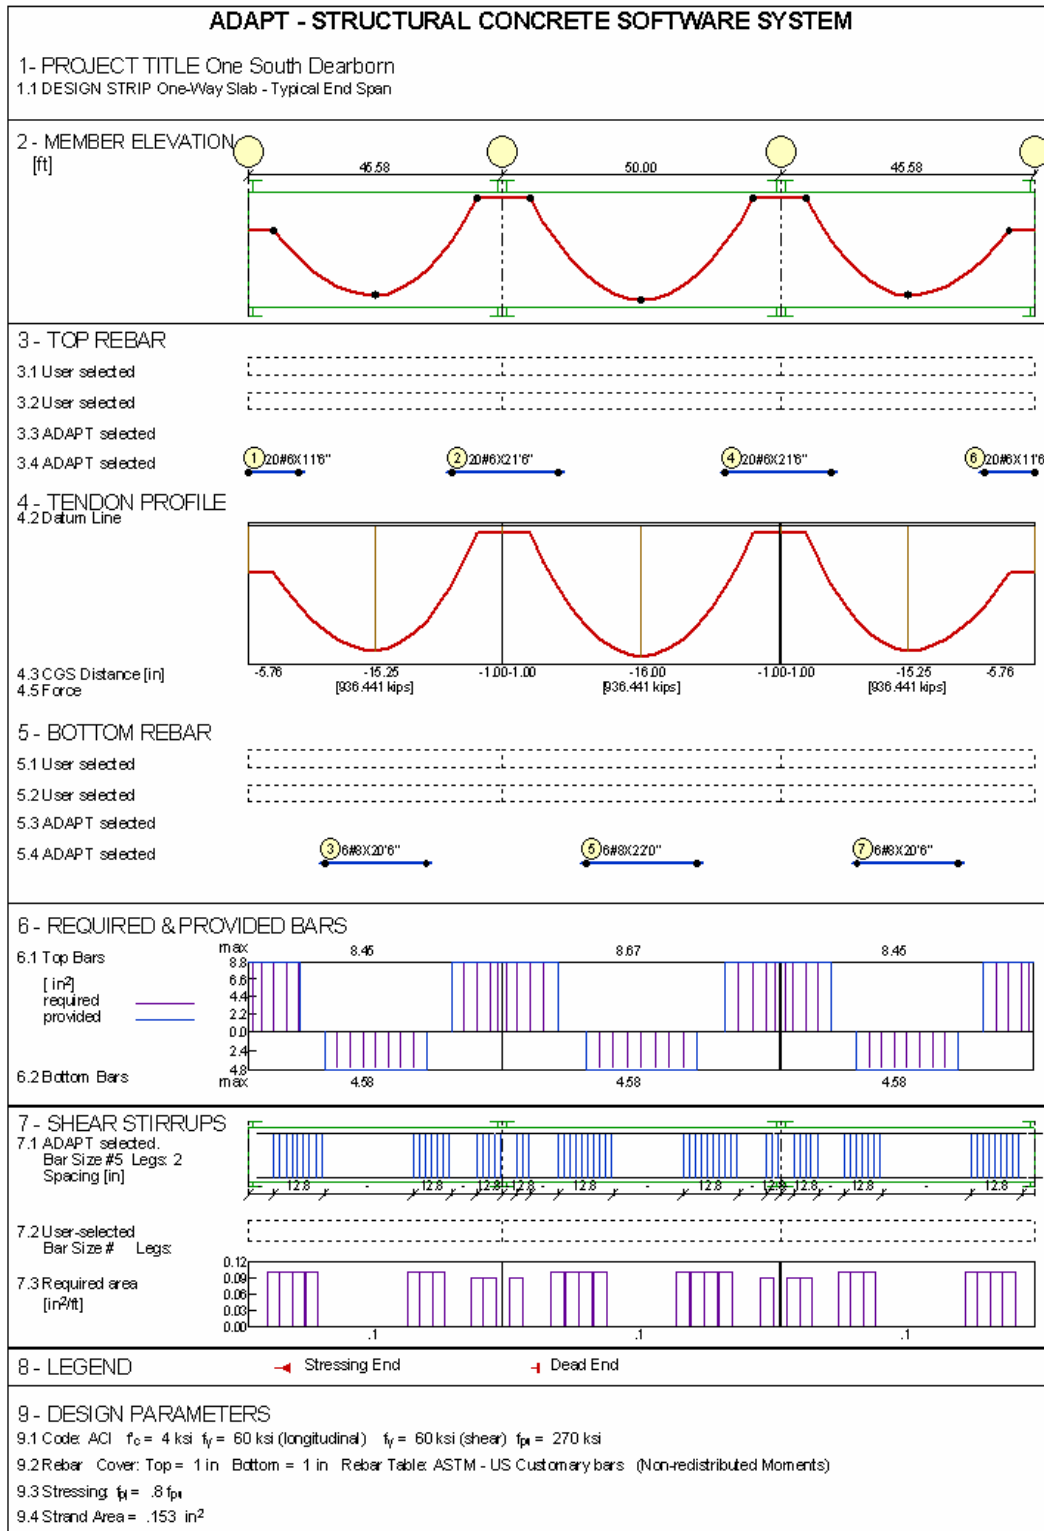 ADAPT - STRUCTURAL CONCRETE SOFTWARE SYSTEM
1- PROJECT TITLE One South Dearborn
1.1 DESIGN STRIP One-Way Slab - Typical End Span
2 - MEMBER ELEVATION
[ft]
45.58 50.00 45.58
3 - TOP REBAR
3.1 User selected
3.2 User selected
3.3 ADAPT selected
3.4 ADAPT selected
1 20#6X11'6" 2 20#6X21'6" 4 20#6X21'6" 6 20#6X11'6
4 - TENDON PROFILE
4.2 Datum Line
4.3 CGS Distance [in] -5.76 -15.25 -1.00 -1.00 -16.00 -1.00 -1.00 -15.25 -5.76
4.5 Force [936.441 kips] [936.441 kips] [936.441 kips]
5 - BOTTOM REBAR
5.1 User selected
5.2 User selected
5.3 ADAPT selected
5.4 ADAPT selected
3 6#8X20'6" 5 6#8X22'0" 7 6#8X20'6"
6 - REQUIRED & PROVIDED BARS
6.1 Top Bars
[in²]
required
provided
max 8.45 8.67 8.45
8.8
6.6
4.4
2.2
0.0
2.4
4.8
6.2 Bottom Bars
max 4.58 4.58 4.58
7 - SHEAR STIRRUPS
7.1 ADAPT selected.
Bar Size #5 Legs: 2
Spacing [in]
- 12.8 - 12.8 - 12.8 12.8 - 12.8 - 12.8 - 12.8 12.8 - 12.8 - 12.8
7.2 User-selected
Bar Size # Legs:
7.3 Required area
[in²/ft]
0.12
0.09
0.06
0.03
0.00
.1 .1 .1
8 - LEGEND
Stressing End Dead End
9 - DESIGN PARAMETERS
9.1 Code: ACI f'c = 4 ksi fy = 60 ksi (longitudinal) fy = 60 ksi (shear) fpu = 270 ksi
9.2 Rebar Cover: Top = 1 in Bottom = 1 in Rebar Table: ASTM - US Customary bars (Non-redistributed Moments)
9.3 Stressing: fpj = .8 fpu
9.4 Strand Area = .153 in²